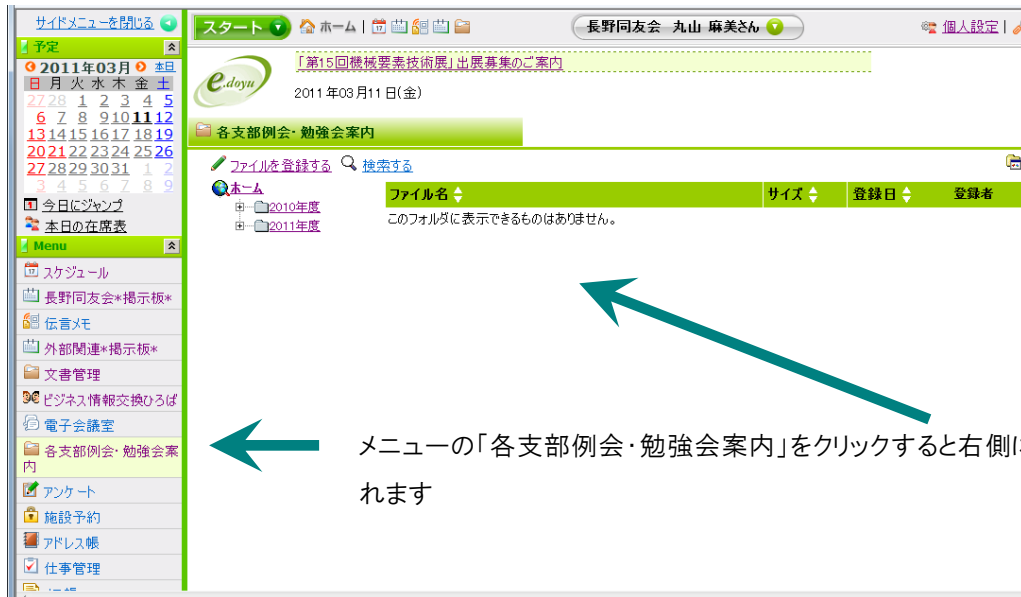 サイドメニューを閉じる
スタート ホーム
長野同友会 丸山 麻美さん
個人設定
予定
2011年03月 本日
日 月 火 水 木 金 土
27 28 1 2 3 4 5
6 7 8 9 10 11 12
13 14 15 16 17 18 19
20 21 22 23 24 25 26
27 28 29 30 31 1 2
3 4 5 6 7 8 9
今日にジャンプ
本日の在席表
Menu
スケジュール
長野同友会*掲示板*
伝言メモ
外部関連*掲示板*
文書管理
ビジネス情報交換ひろば
電子会議室
各支部例会・勉強会案
内
アンケート
施設予約
アドレス帳
仕事管理
e.doyu
「第15回機械要素技術展」出展募集のご案内
2011年03月11日(金)
各支部例会・勉強会案内
ファイルを登録する 検索する
ホーム
2010年度
2011年度
ファイル名 サイズ 登録日 登録者
このフォルダに表示できるものはありません。
メニューの「各支部例会・勉強会案内」をクリックすると右側に
れます